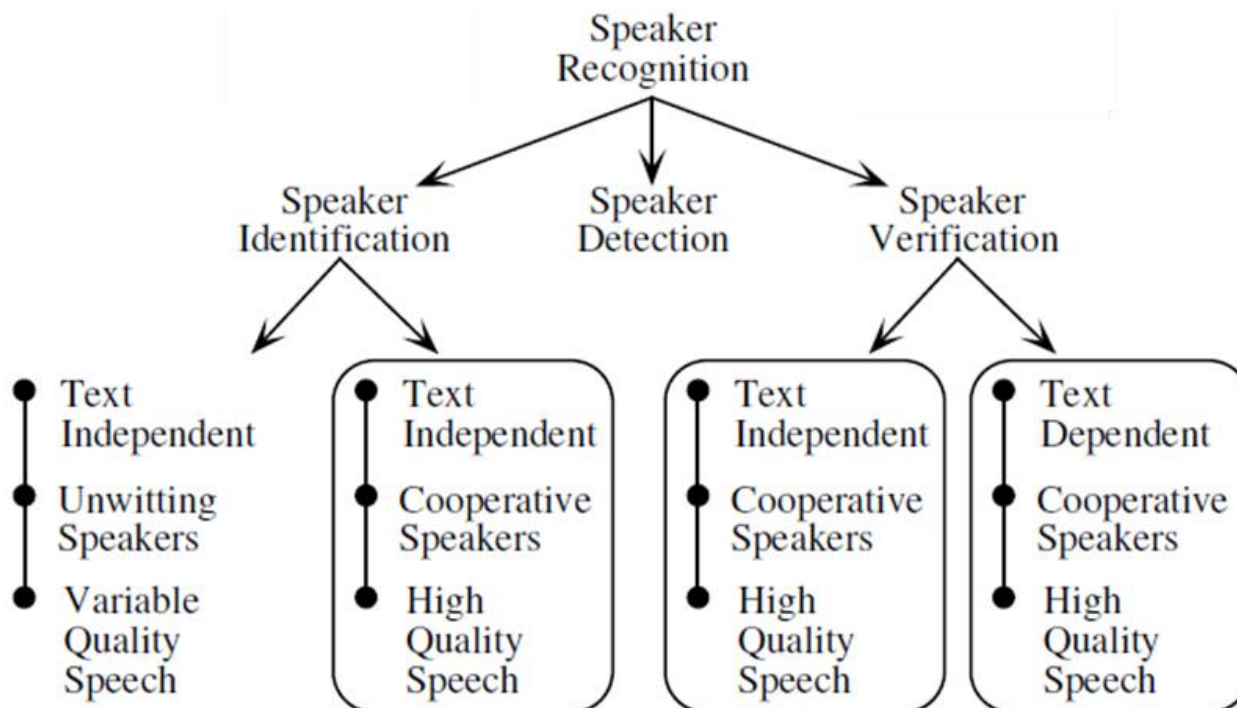 Speaker
Recognition
Speaker
Identification
Speaker
Detection
Speaker
Verification
Text
Independent
Unwitting
Speakers
Variable
Quality
Speech
Text
Independent
Cooperative
Speakers
High
Quality
Speech
Text
Independent
Cooperative
Speakers
High
Quality
Speech
Text
Dependent
Cooperative
Speakers
High
Quality
Speech